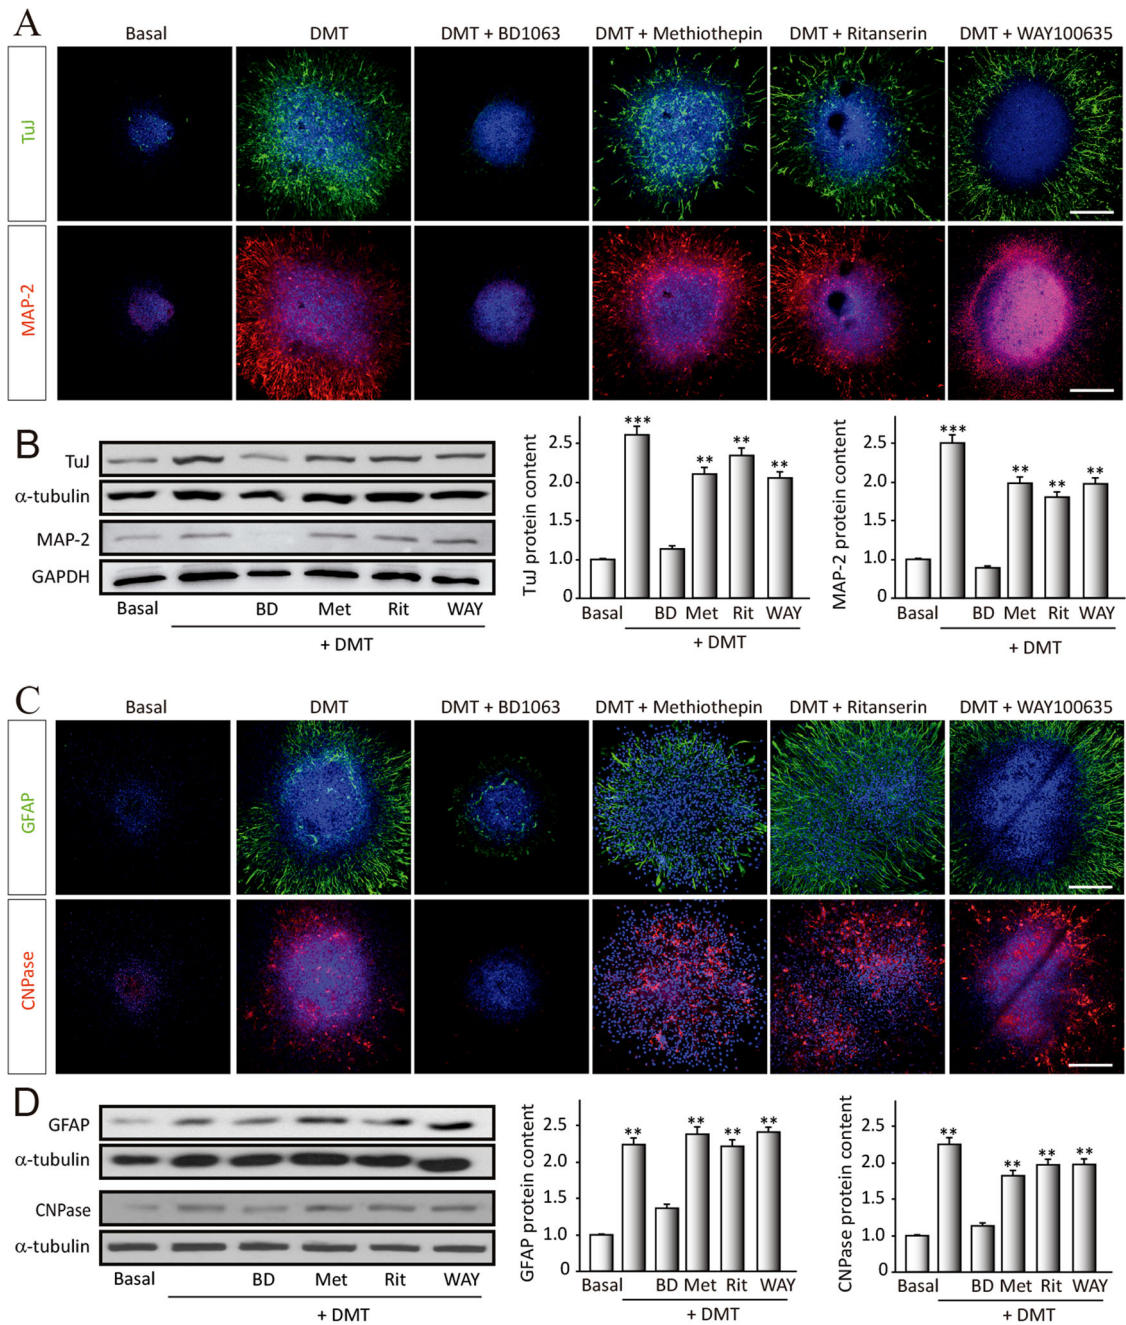 A
Basal DMT DMT + BD1063 DMT + Methiothepin DMT + Ritanserin DMT + WAY100635
TuJ
MAP-2
B
TuJ
α-tubulin
MAP-2
GAPDH
Basal BD Met Rit WAY
+ DMT
TuJ protein content
2.5
2.0
1.5
1.0
0
*** ** ** **
Basal BD Met Rit WAY
+ DMT
MAP-2 protein content
2.5
2.0
1.5
1.0
0
*** ** ** **
Basal BD Met Rit WAY
+ DMT
C
Basal DMT DMT + BD1063 DMT + Methiothepin DMT + Ritanserin DMT + WAY100635
GFAP
CNPase
D
GFAP
α-tubulin
CNPase
α-tubulin
Basal BD Met Rit WAY
+ DMT
GFAP protein content
2.5
2.0
1.5
1.0
0
** ** ** **
Basal BD Met Rit WAY
+ DMT
CNPase protein content
2.5
2.0
1.5
1.0
0
** ** ** **
Basal BD Met Rit WAY
+ DMT